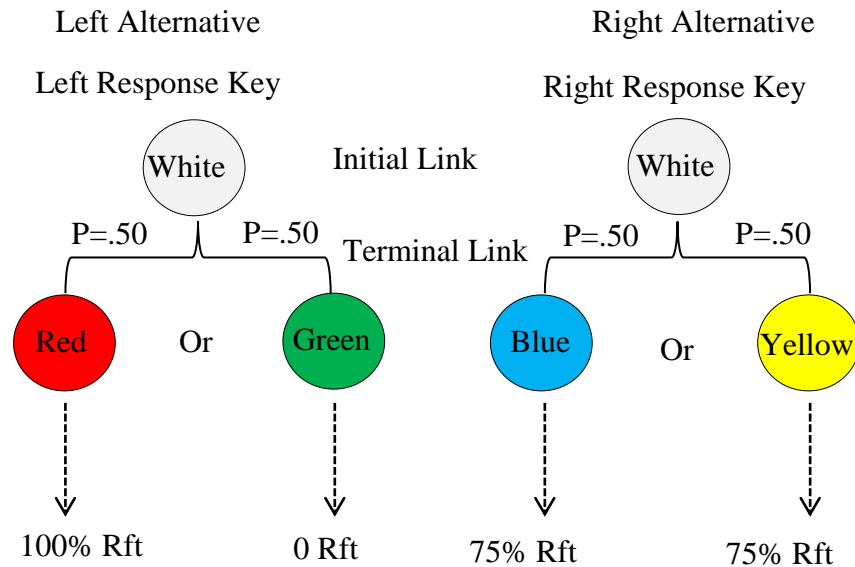 Left Alternative
Right Alternative
Left Response Key
Right Response Key
White
Initial Link
White
P=.50
P=.50
Terminal Link
P=.50
P=.50
Red
Or
Green
Blue
Or
Yellow
100% Rft
0 Rft
75% Rft
75% Rft